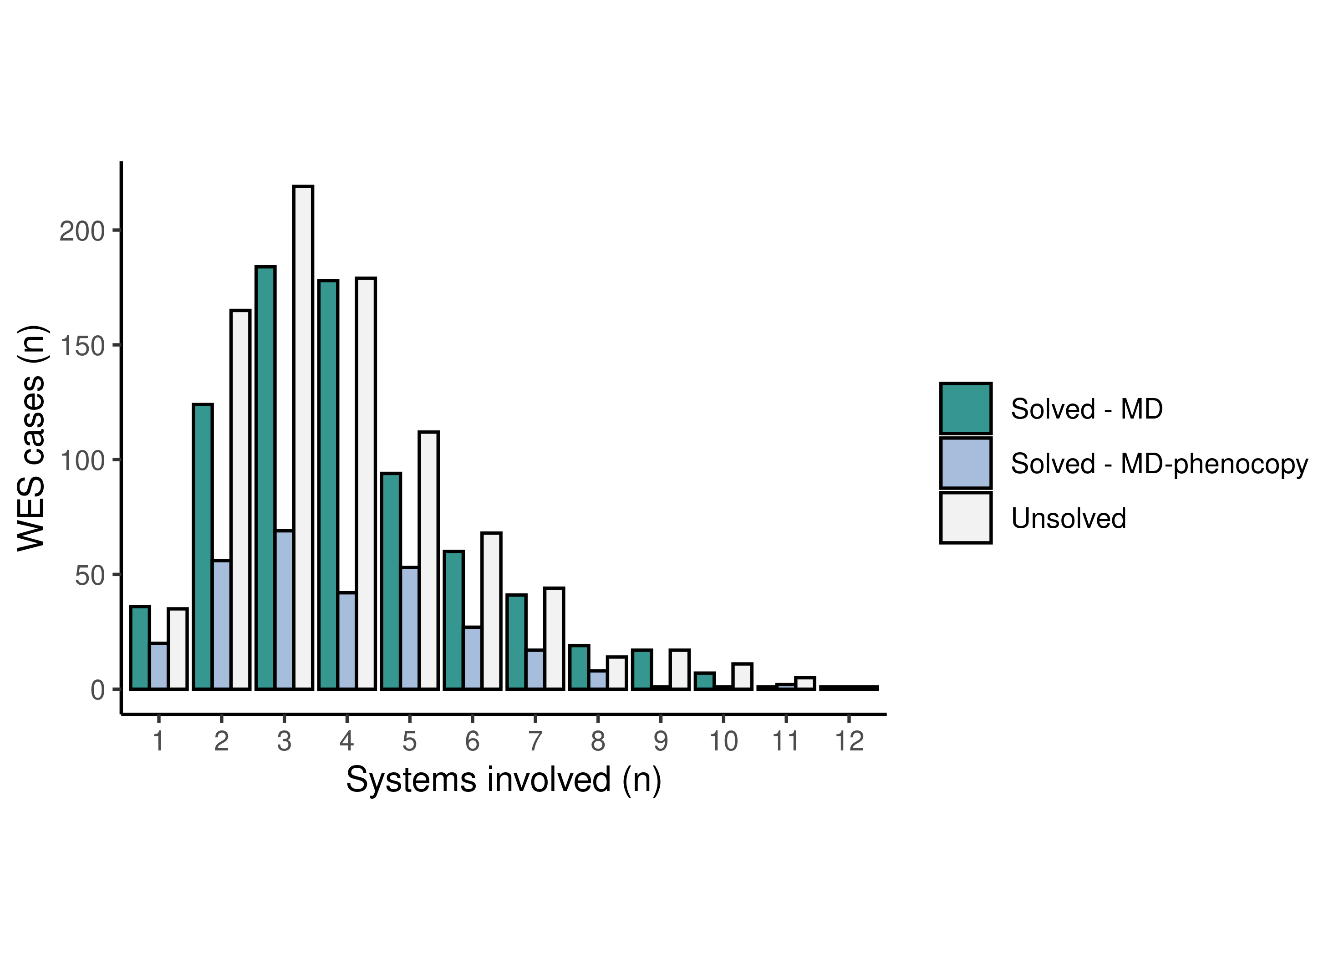 WES cases (n)
200
150
100
50
0
1 2 3 4 5 6 7 8 9 10 11 12
Systems involved (n)
Solved - MD
Solved - MD-phenocopy
Unsolved